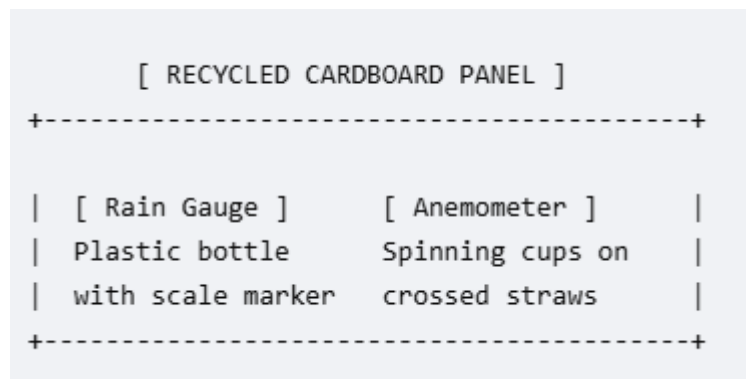 [ RECYCLED CARDBOARD PANEL ]
+------------------------------------------+
| [ Rain Gauge ] [ Anemometer ] |
| Plastic bottle Spinning cups on |
| with scale marker crossed straws |
+------------------------------------------+